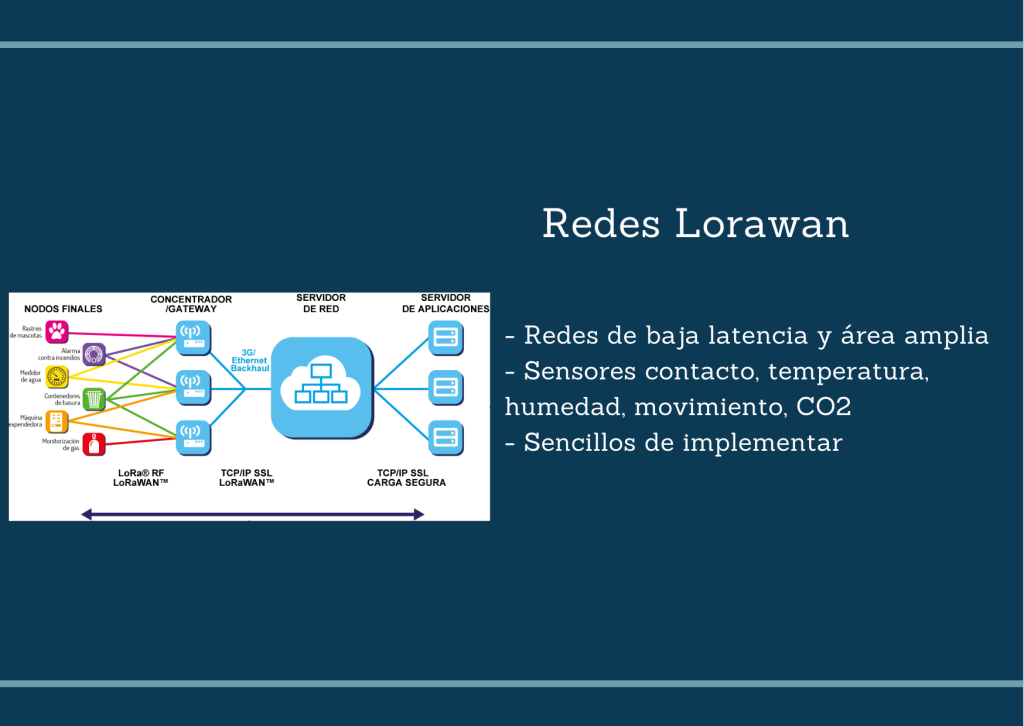 Redes Lorawan
NODOS FINALES
CONCENTRADOR
/GATEWAY
SERVIDOR
DE RED
SERVIDOR
DE APLICACIONES
Rastreo
de mascotas
Alarma
contra incendios
Medidor
de agua
Contenedores
de basura
Máquina
expendedora
Monitorización
de gas
3G/
Ethernet
Backhaul
LoRa® RF
LoRaWAN™
TCP/IP SSL
LoRaWAN™
TCP/IP SSL
CARGA SEGURA
- Redes de baja latencia y área amplia
- Sensores contacto, temperatura,
humedad, movimiento, CO2
- Sencillos de implementar